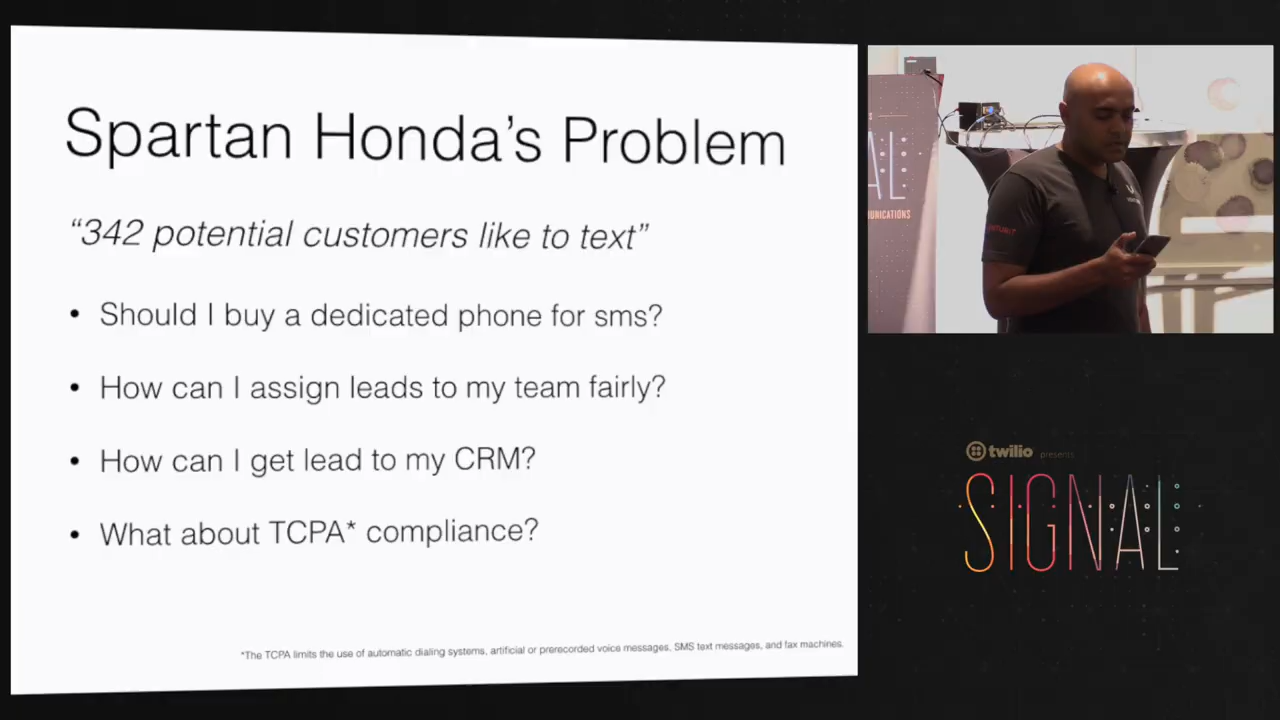 Spartan Honda’s Problem
“342 potential customers like to text”
• Should I buy a dedicated phone for sms?
• How can I assign leads to my team fairly?
• How can I get lead to my CRM?
• What about TCPA* compliance?
*The TCPA limits the use of automatic dialing systems, artificial or prerecorded voice messages, SMS text messages, and fax machines.
twilio presents
SIGNAL